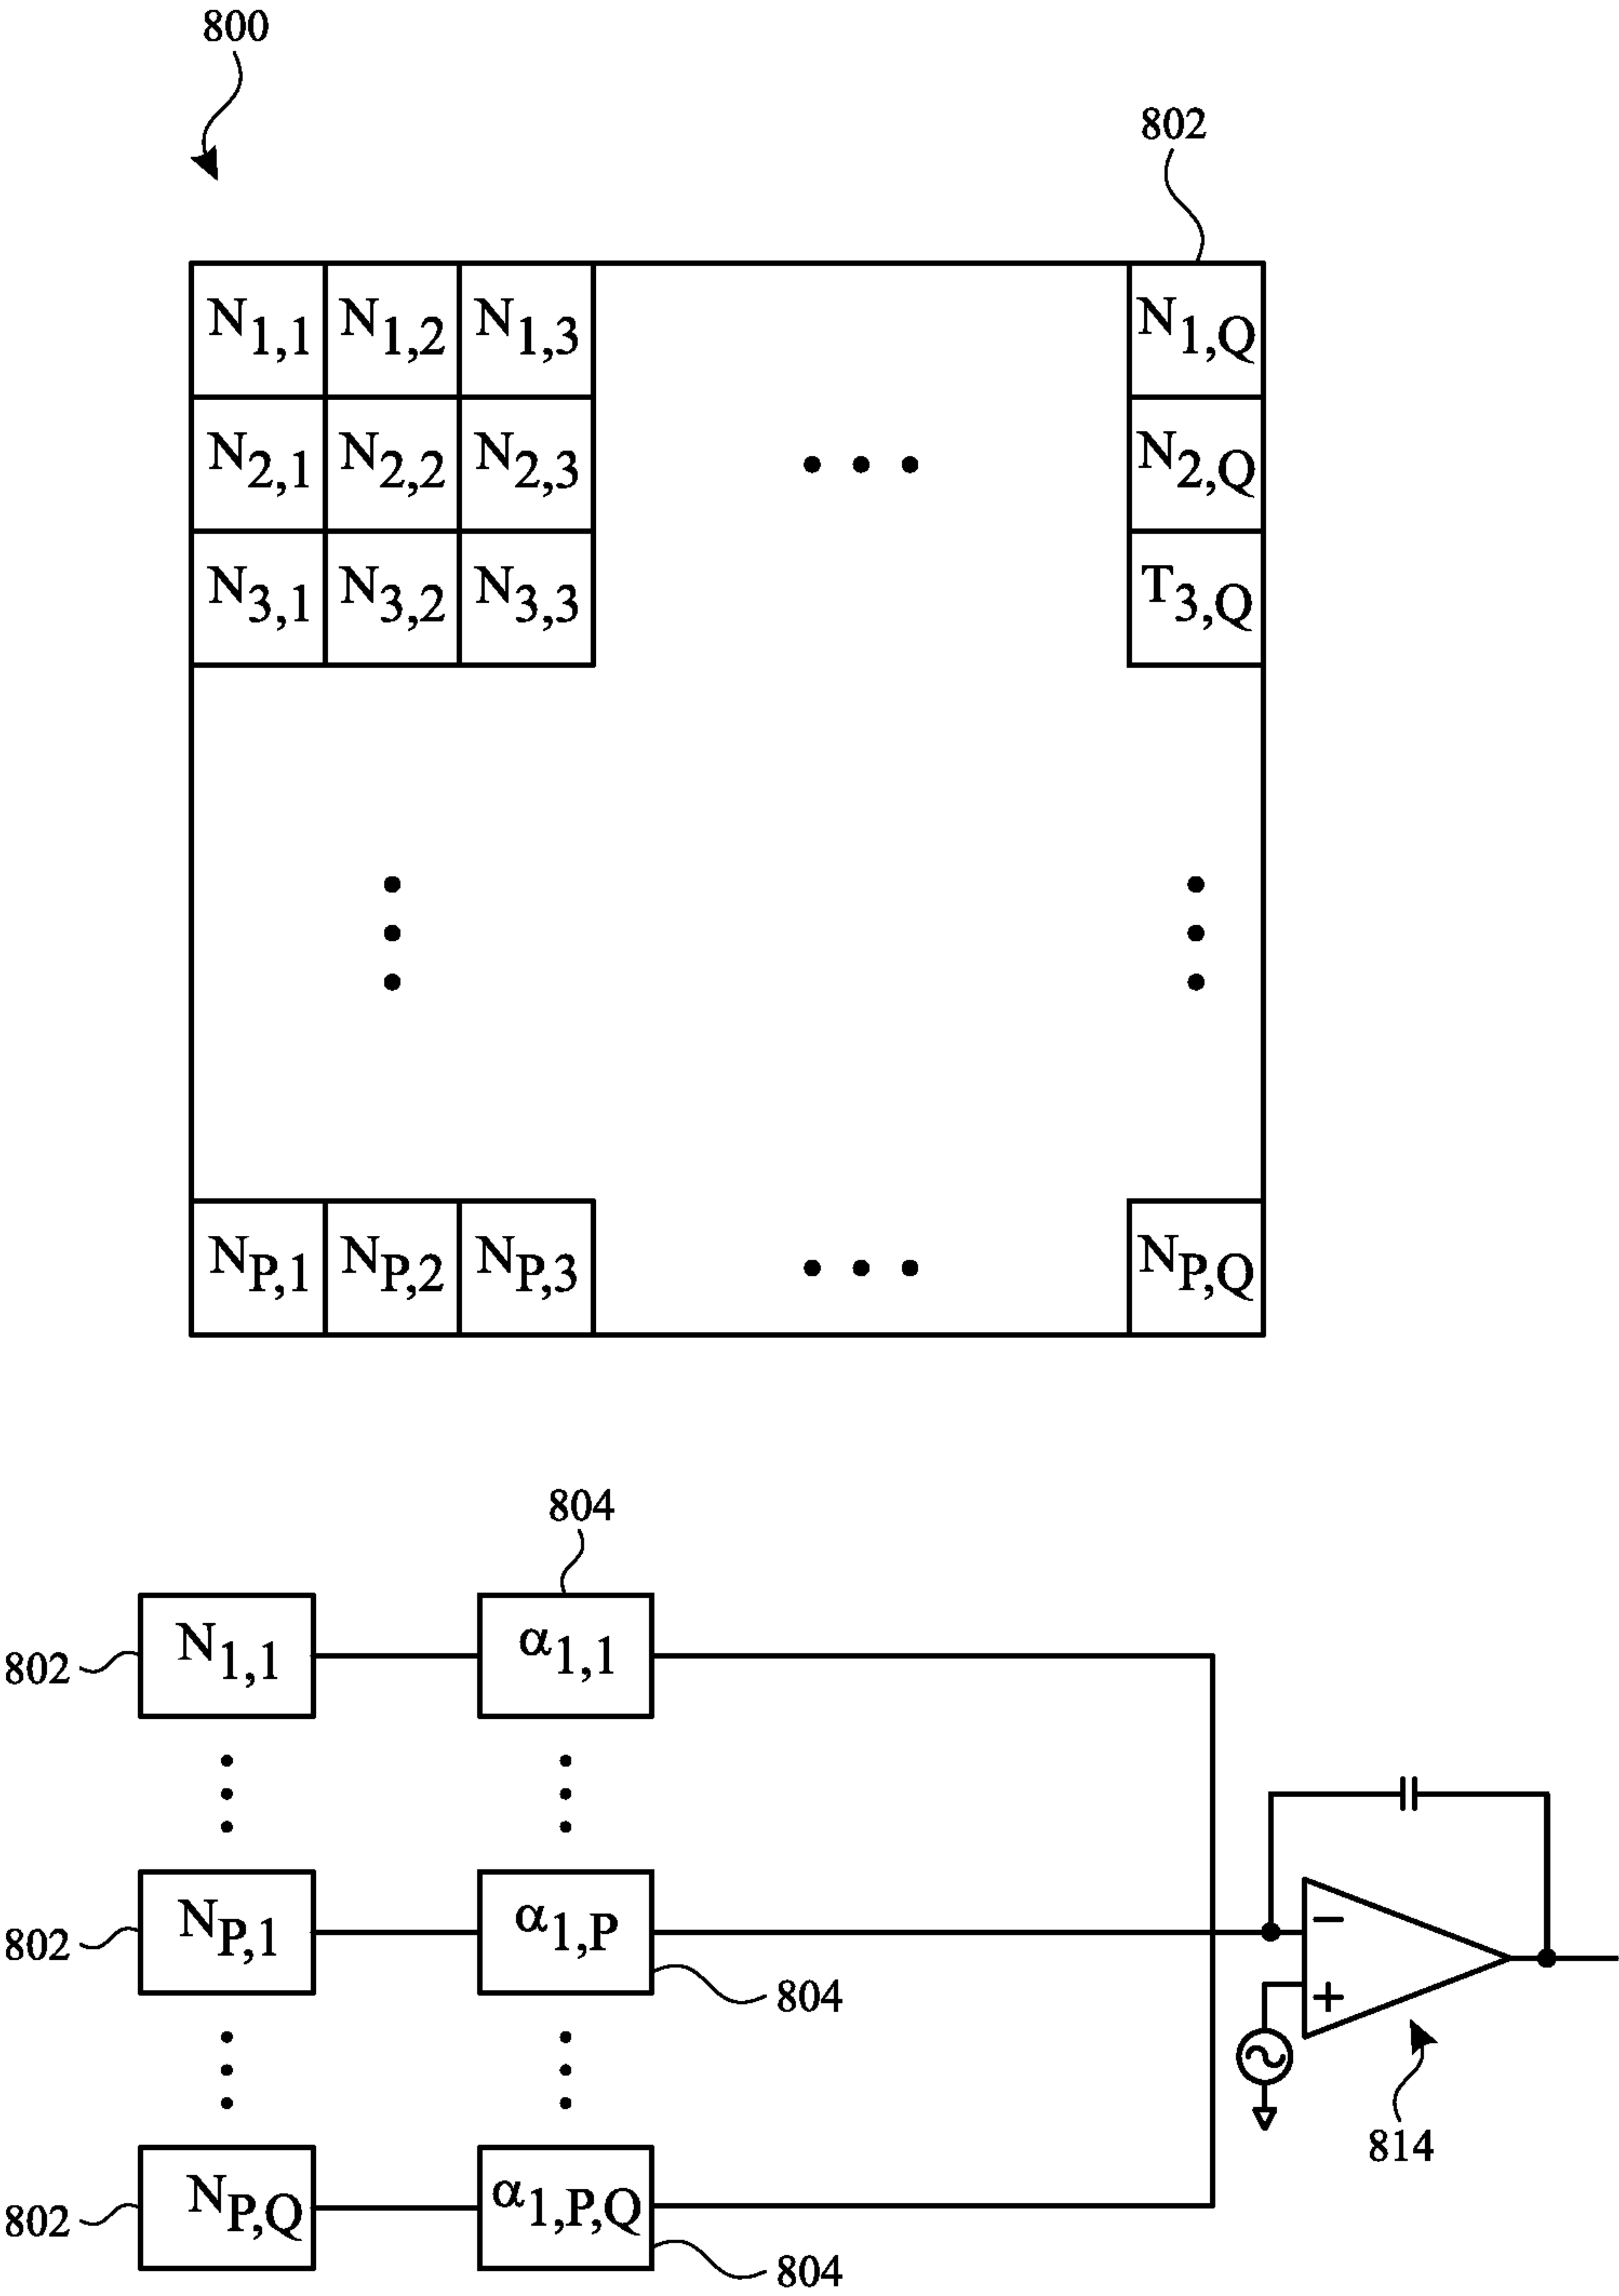 800
802
N1,1 N1,2 N1,3 N1,Q
N2,1 N2,2 N2,3 N2,Q
N3,1 N3,2 N3,3 T3,Q
NP,1 NP,2 NP,3 NP,Q
804
802 N1,1 α1,1
802 NP,1 α1,P
804
− 
+
814
802 NP,Q α1,P,Q
804